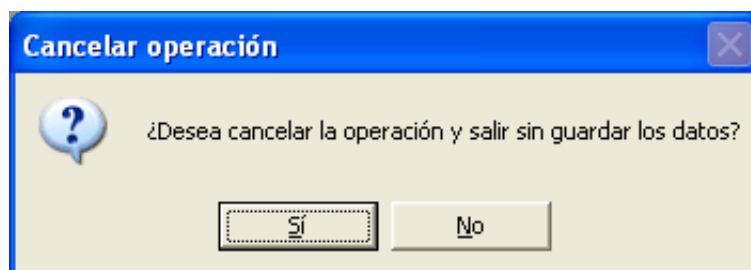 Cancelar operación
¿Desea cancelar la operación y salir sin guardar los datos?
Sí
No